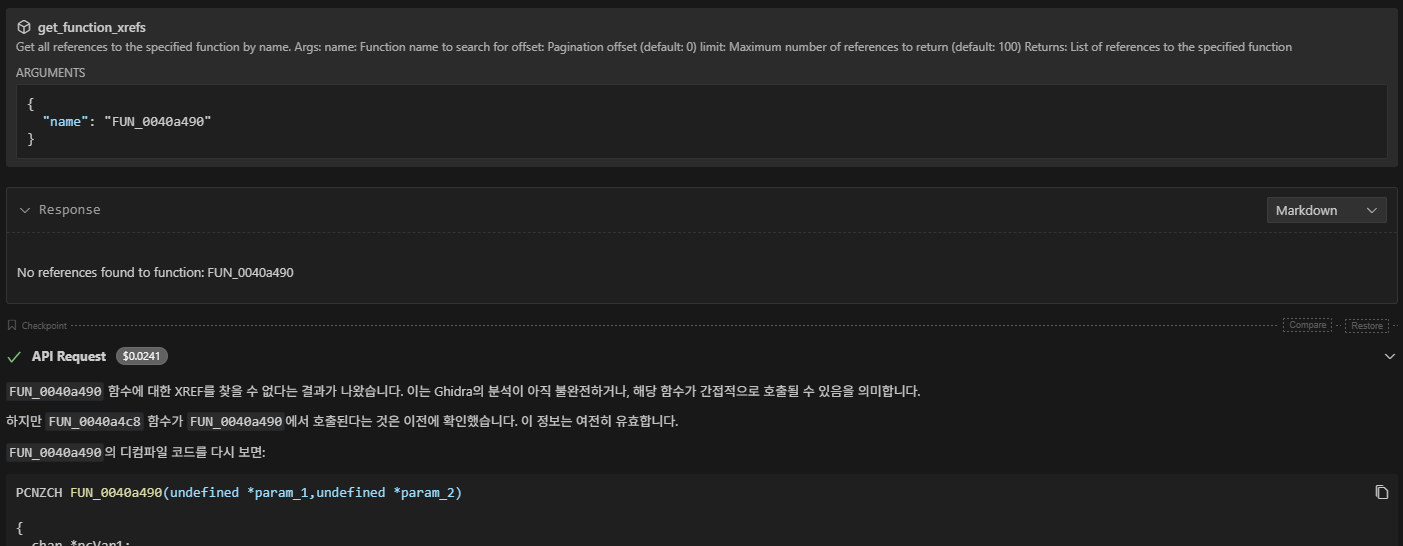 get_function_xrefs
Get all references to the specified function by name. Args: name: Function name to search for offset: Pagination offset (default: 0) limit: Maximum number of references to return (default: 100) Returns: List of references to the specified function
ARGUMENTS
{
"name": "FUN_0040a490"
}
Response
Markdown
No references found to function: FUN_0040a490
Checkpoint
Compare
Restore
API Request $0.0241
FUN_0040a490 함수에 대한 XREF를 찾을 수 없다는 결과가 나왔습니다. 이는 Ghidra의 분석이 아직 불완전하거나, 해당 함수가 간접적으로 호출될 수 있음을 의미합니다.
하지만 FUN_0040a4c8 함수가 FUN_0040a490에서 호출된다는 것은 이전에 확인했습니다. 이 정보는 여전히 유효합니다.
FUN_0040a490의 디컴파일 코드를 다시 보면:
PCNZCH FUN_0040a490(undefined *param_1,undefined *param_2)
{
char *pcVar1;